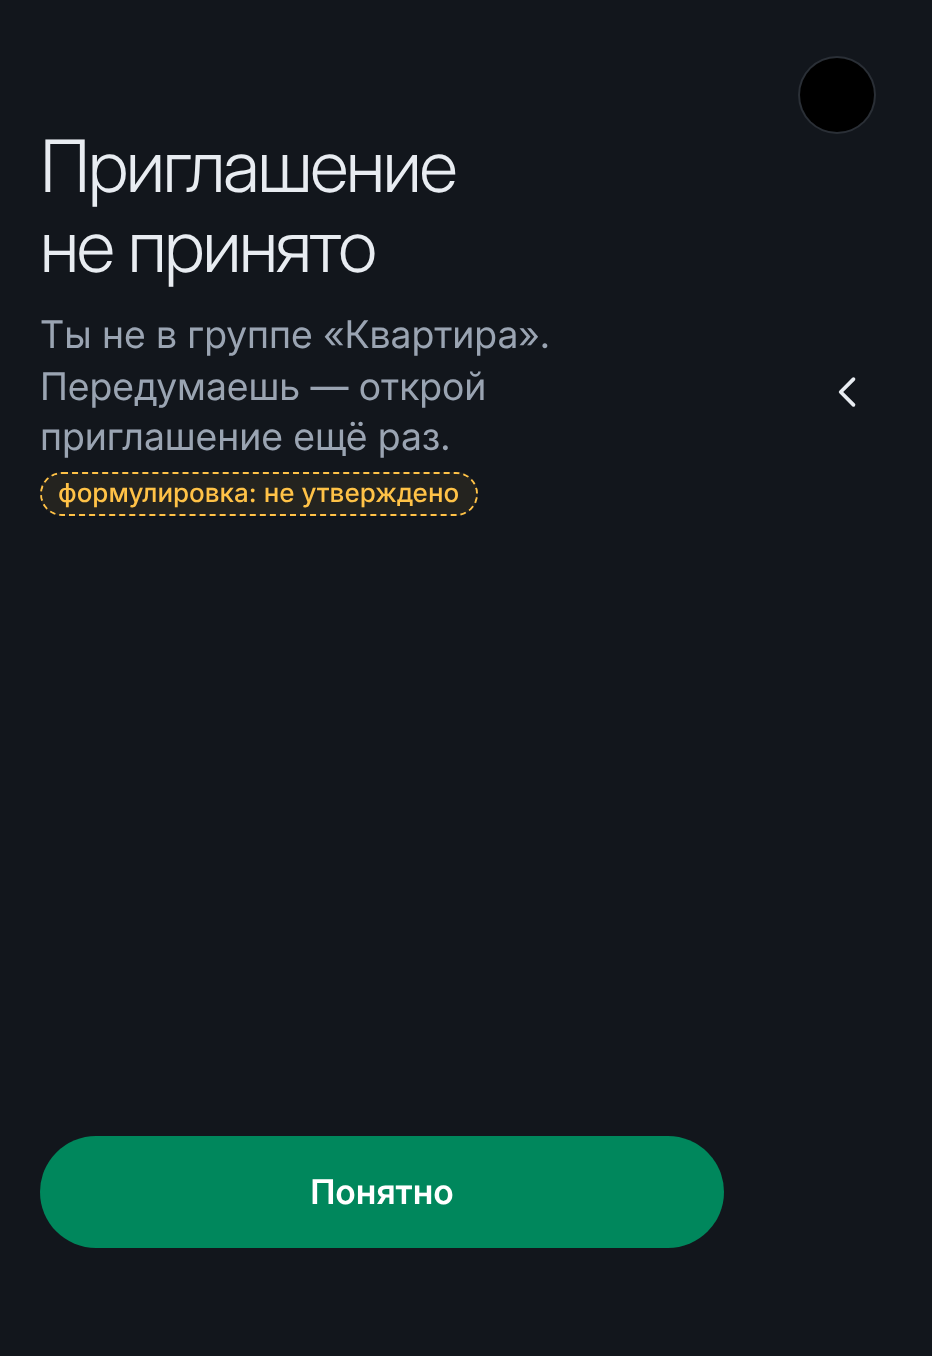 Приглашение
не принято
Ты не в группе «Квартира».
Передумаешь — открой
приглашение ещё раз.
формулировка: не утверждено
Понятно